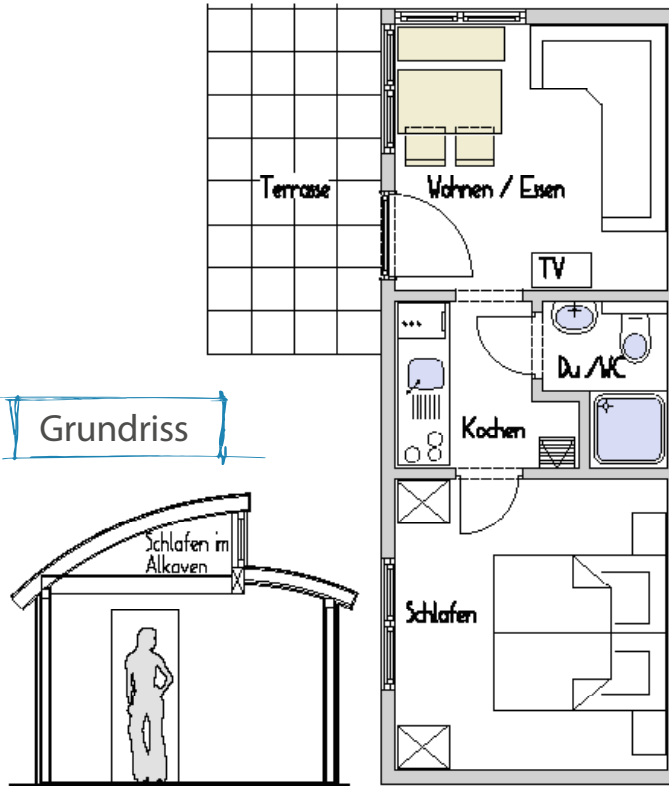 Terrasse
Wohnen / Essen
TV
Du /WC
Kochen
Grundriss
Schlafen im
Alkoven
Schlafen